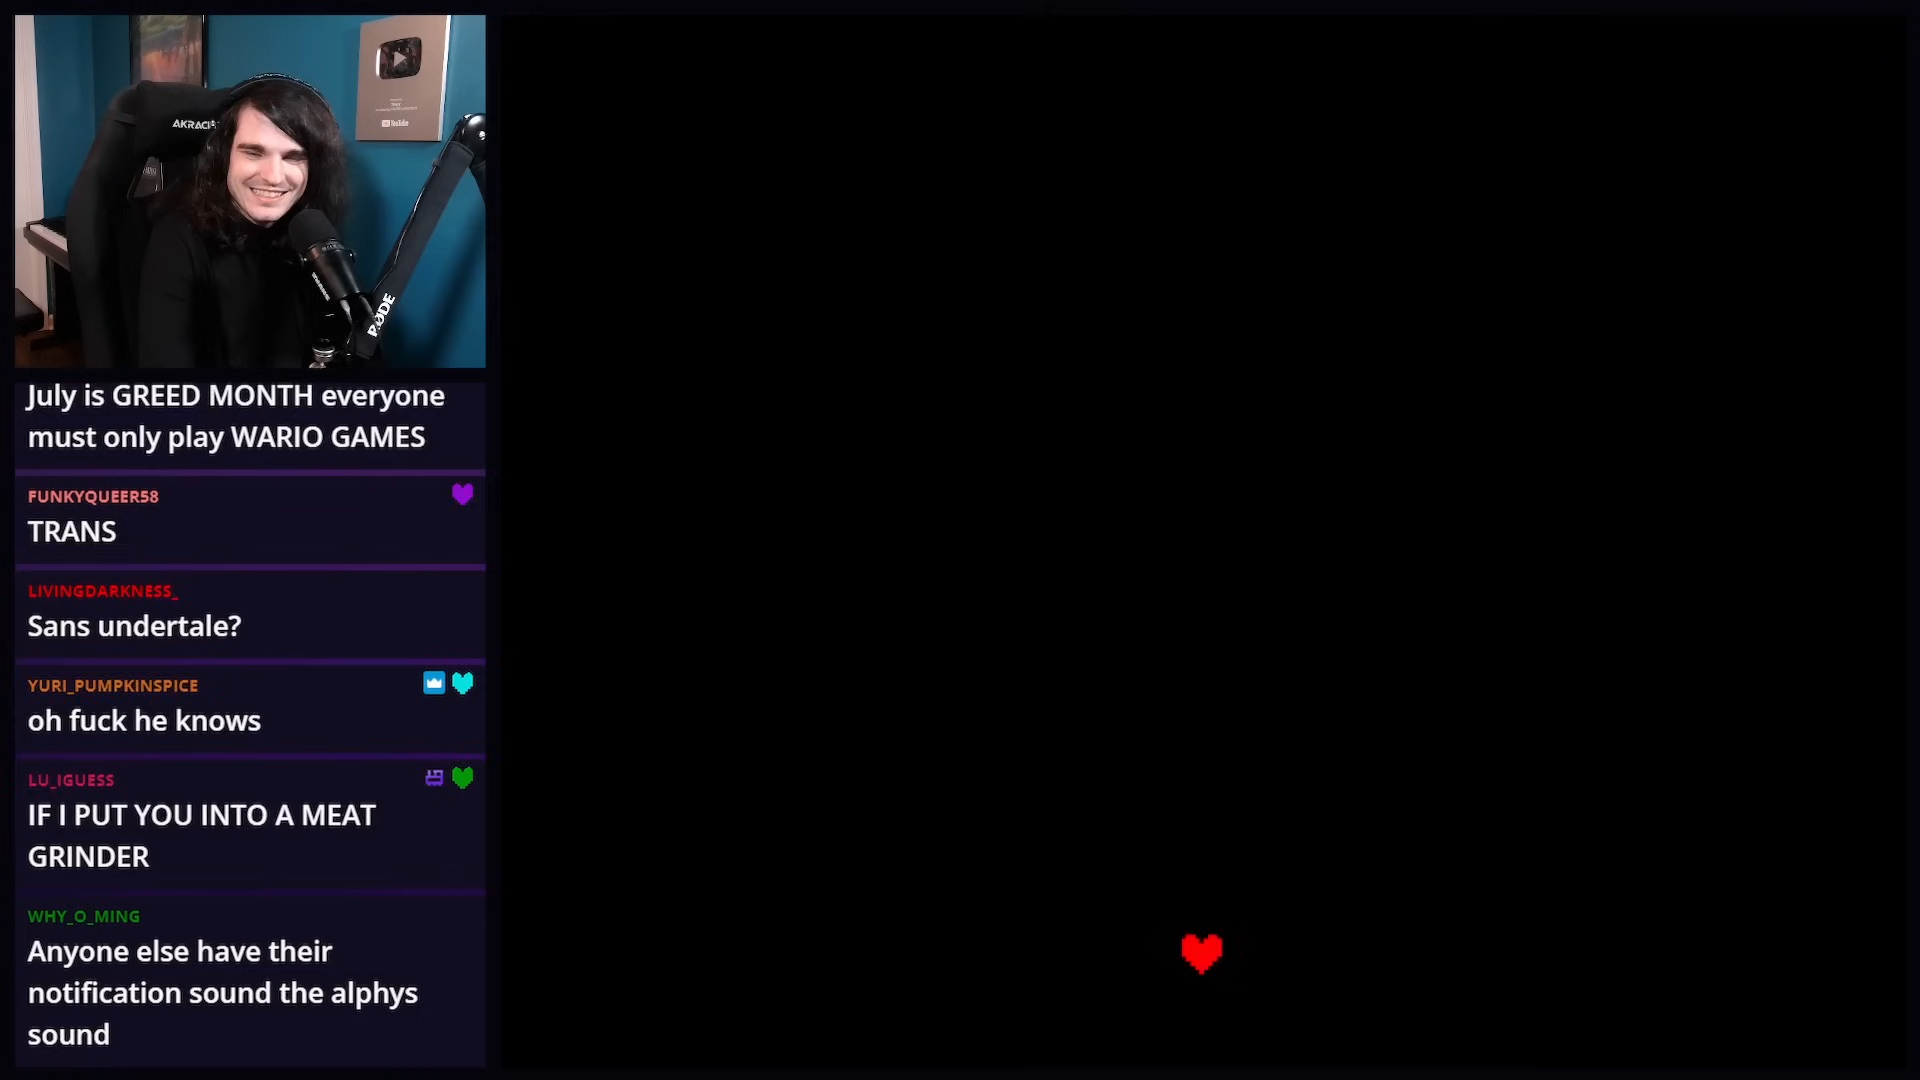 AKRACI
YouTube
RØDE
July is GREED MONTH everyone
must only play WARIO GAMES
FUNKYQUEER58
TRANS
LIVINGDARKNESS_
Sans undertale?
YURI_PUMPKINSPICE
oh fuck he knows
LU_IGUESS
IF I PUT YOU INTO A MEAT
GRINDER
WHY_O_MING
Anyone else have their
notification sound the alphys
sound